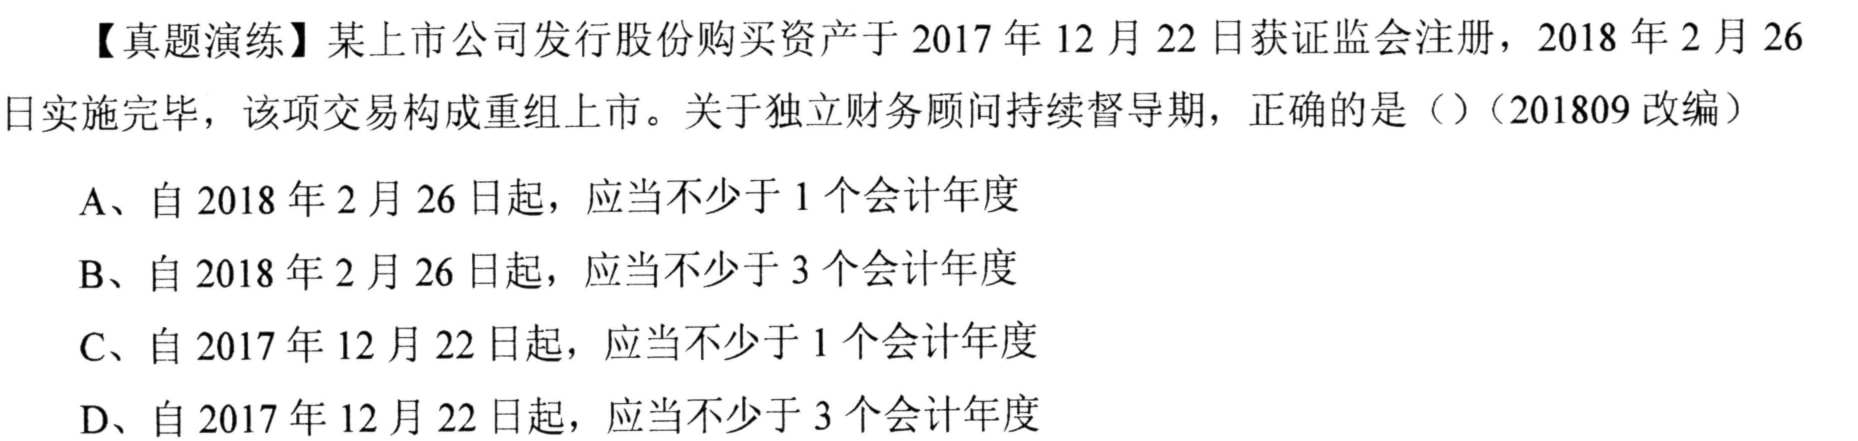 【真题演练】某上市公司发行股份购买资产于 2017 年 12 月 22 日获证监会注册，2018 年 2 月 26
日实施完毕，该项交易构成重组上市。关于独立财务顾问持续督导期，正确的是（）（201809 改编）
A、自 2018 年 2 月 26 日起，应当不少于 1 个会计年度
B、自 2018 年 2 月 26 日起，应当不少于 3 个会计年度
C、自 2017 年 12 月 22 日起，应当不少于 1 个会计年度
D、自 2017 年 12 月 22 日起，应当不少于 3 个会计年度